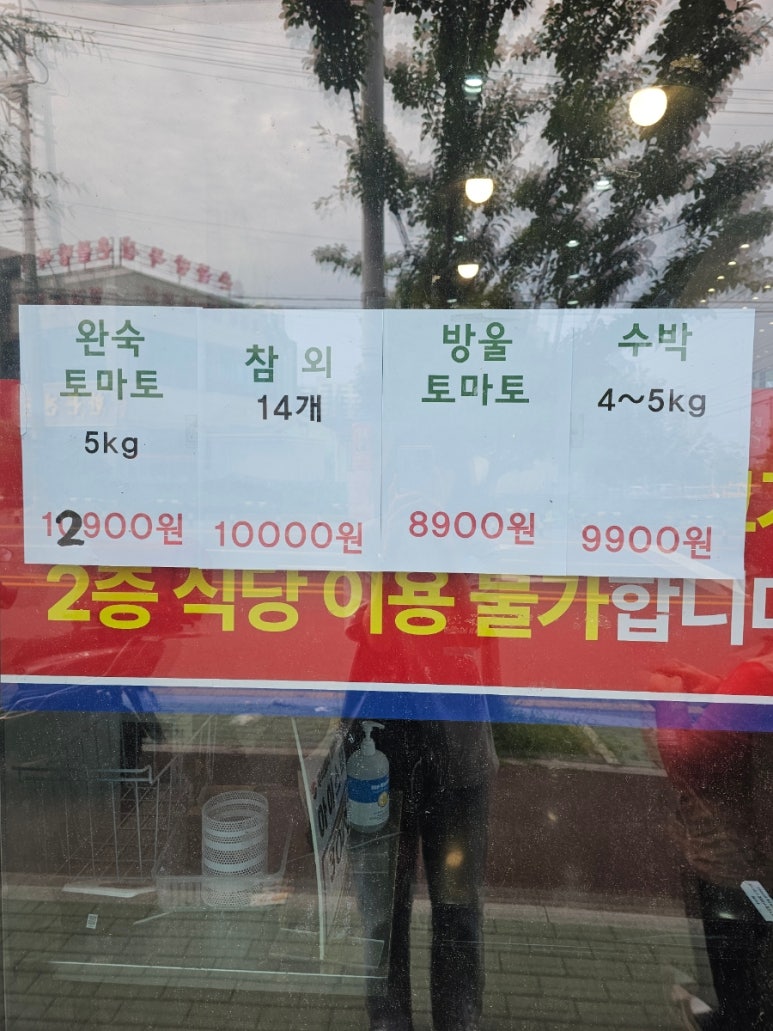 완숙
토마토
5kg
12900원
참 외
14개
10000원
방울
토마토
8900원
수박
4~5kg
9900원
2층 식당 이용 불가합니다